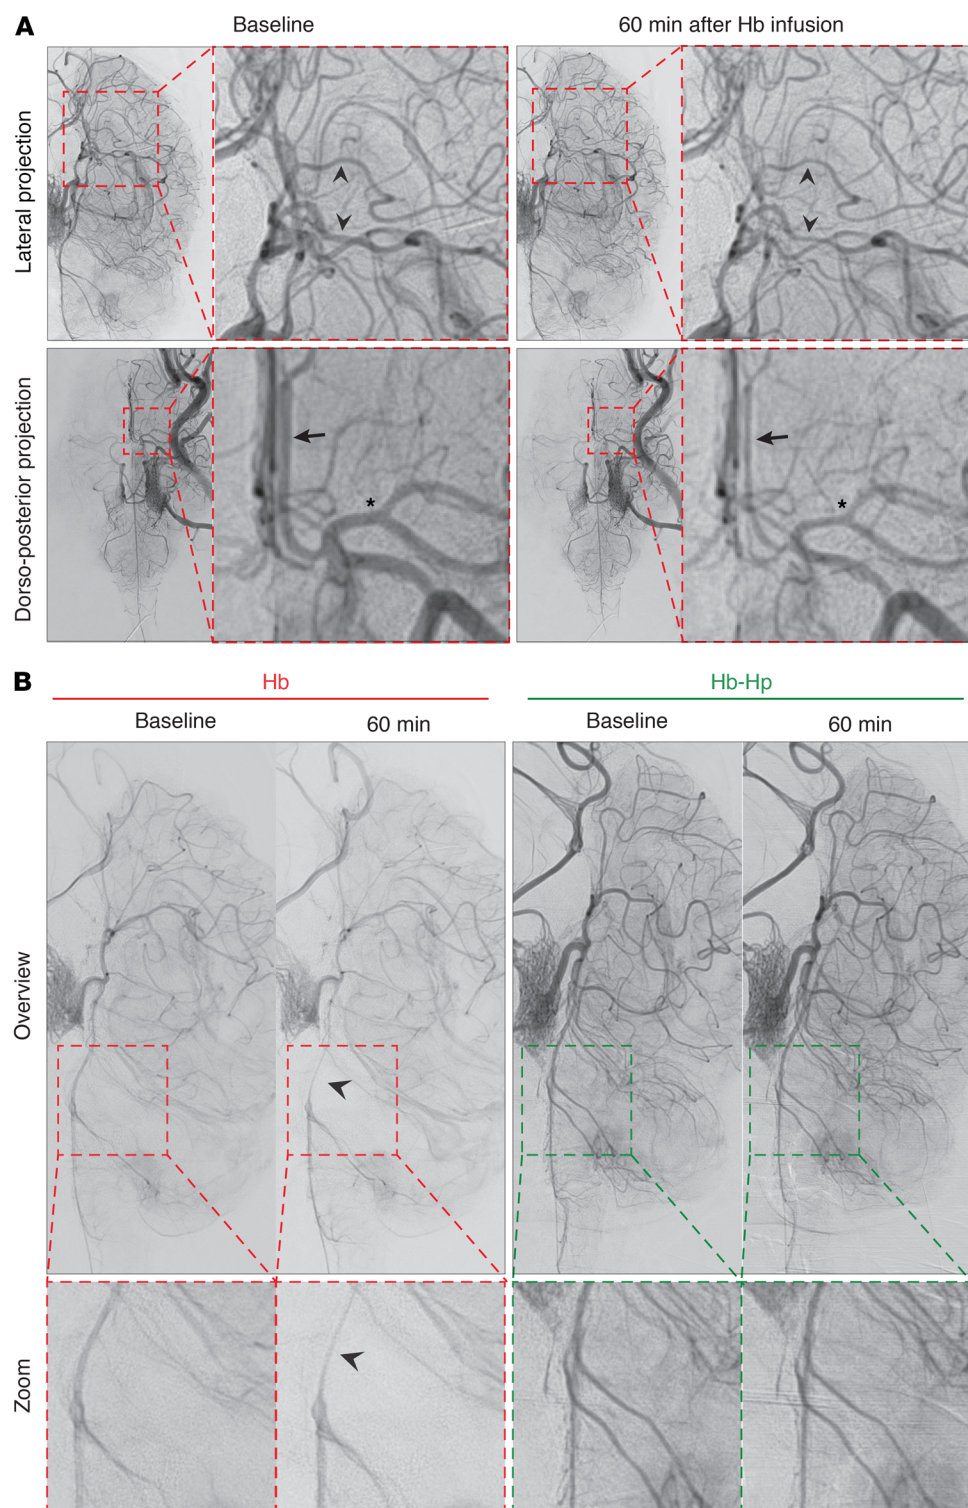 A
Baseline
60 min after Hb infusion
Lateral projection
Dorso-posterior projection
*
*
B
Hb
Hb-Hp
Baseline
60 min
Baseline
60 min
Overview
Zoom